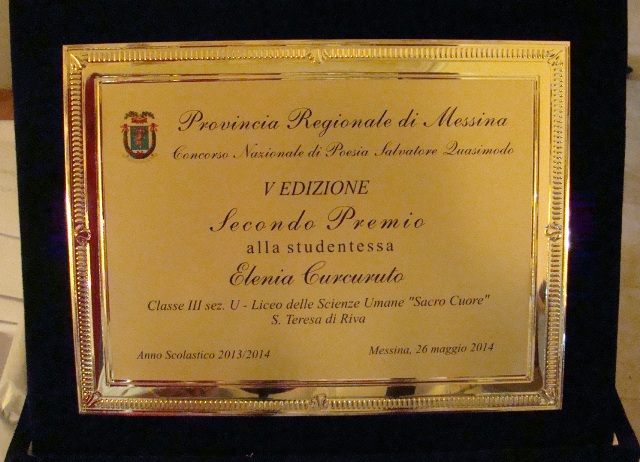 Provincia Regionale di Messina
Concorso Nazionale di Poesia Salvatore Quasimodo
V EDIZIONE
Secondo Premio
alla studentessa
Elenia Curcuruto
Classe III sez. U - Liceo delle Scienze Umane "Sacro Cuore"
S. Teresa di Riva
Anno Scolastico 2013/2014
Messina, 26 maggio 2014